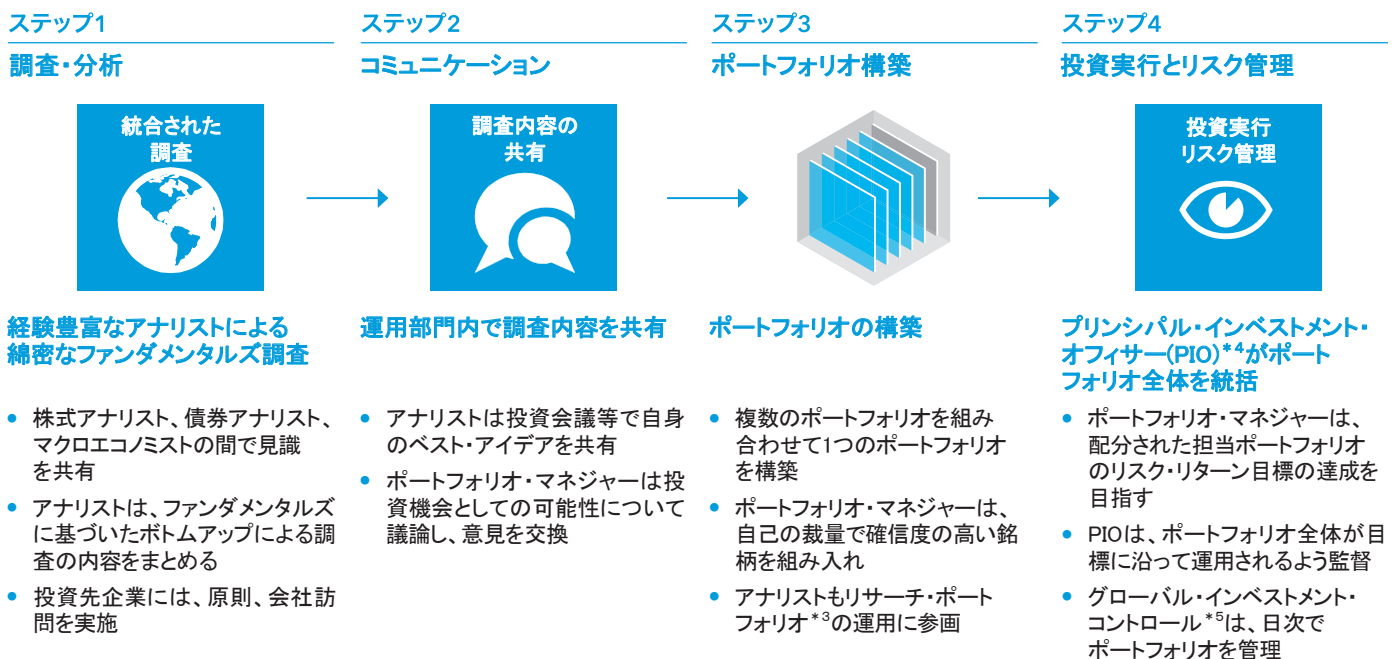 ステップ1
調査・分析
統合された
調査
経験豊富なアナリストによる
綿密なファンダメンタルズ調査
• 株式アナリスト、債券アナリスト、
マクロエコノミストの間で見識
を共有
• アナリストは、ファンダメンタルズ
に基づいたボトムアップによる調
査の内容をまとめる
• 投資先企業には、原則、会社訪
問を実施
ステップ2
コミュニケーション
調査内容の
共有
運用部門内で調査内容を共有
• アナリストは投資会議等で自身
のベスト・アイデアを共有
• ポートフォリオ・マネジャーは投
資機会としての可能性について
議論し、意見を交換
ステップ3
ポートフォリオ構築
ポートフォリオの構築
• 複数のポートフォリオを組み
合わせて1つのポートフォリオ
を構築
• ポートフォリオ・マネジャーは、
自己の裁量で確信度の高い銘
柄を組み入れ
• アナリストもリサーチ・ポート
フォリオ*3の運用に参画
ステップ4
投資実行とリスク管理
投資実行
リスク管理
プリンシパル・インベストメント・
オフィサー(PIO)*4がポート
フォリオ全体を統括
• ポートフォリオ・マネジャーは、
配分された担当ポートフォリオ
のリスク・リターン目標の達成を
目指す
• PIOは、ポートフォリオ全体が目
標に沿って運用されるよう監督
• グローバル・インベストメント・
コントロール*5は、日次で
ポートフォリオを管理